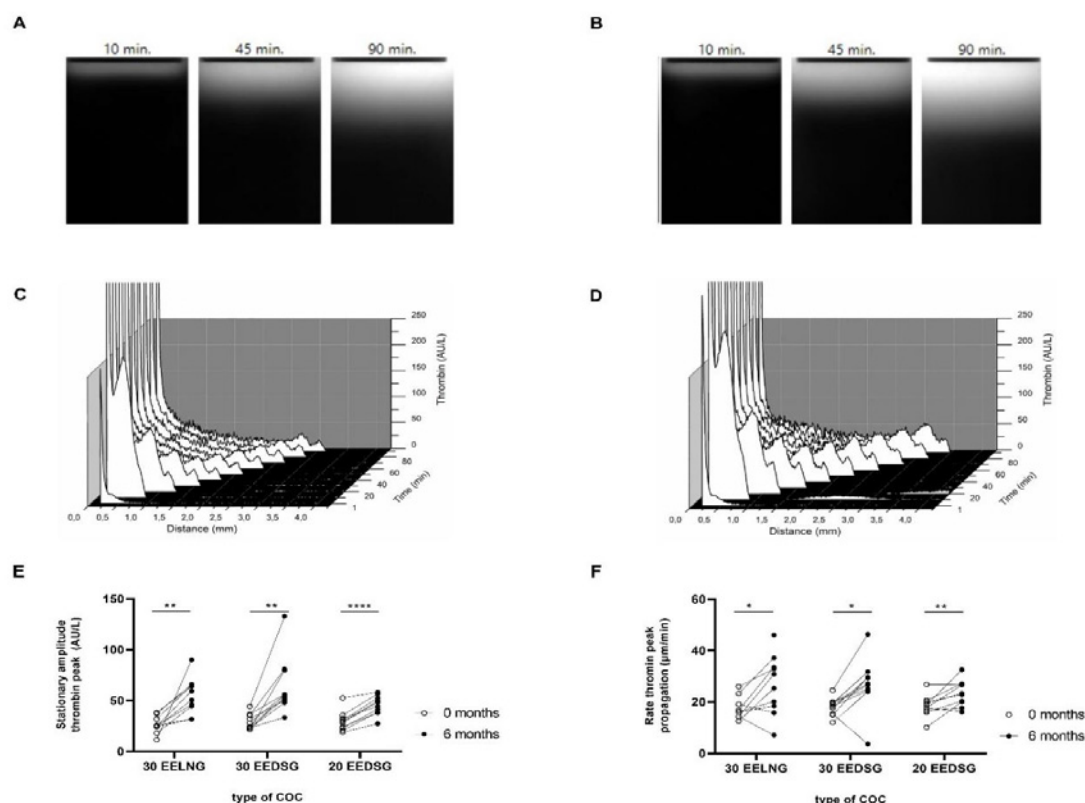 A
10 min.
45 min.
90 min.
B
10 min.
45 min.
90 min.
C
250
200
150
100
50
0
Thrombin (AU/L)
80
60
40
20
1
Time (min)
0,0
0,5
1,0
1,5
2,0
2,5
3,0
3,5
4,0
Distance (mm)
D
250
200
150
100
50
0
Thrombin (AU/L)
80
60
40
20
1
Time (min)
0,0
0,5
1,0
1,5
2,0
2,5
3,0
3,5
4,0
Distance (mm)
E
Stationary amplitude
thrombin peak (AU/L)
150
100
50
0
**
**
****
30 EELNG
30 EEDSG
20 EEDSG
type of COC
0 months
6 months
F
Rate thromin peak
propagation (µm/min)
60
40
20
0
*
*
**
30 EELNG
30 EEDSG
20 EEDSG
type of COC
0 months
6 months